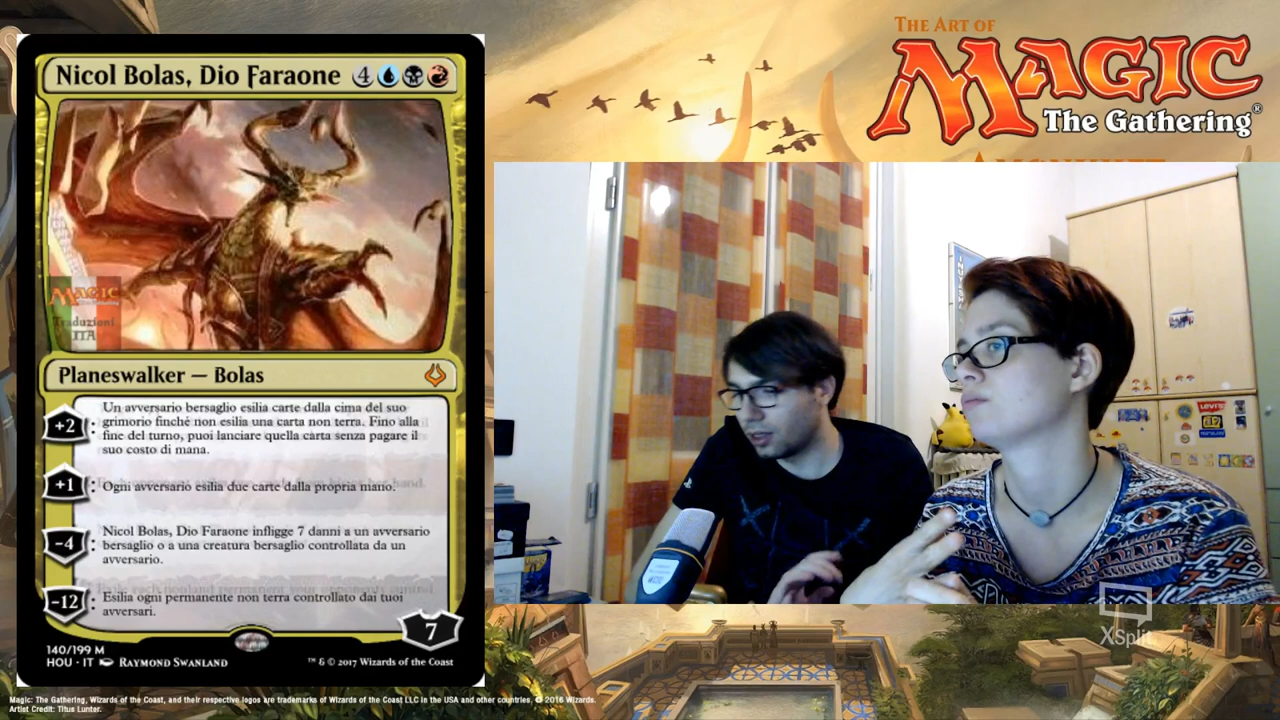 Nicol Bolas, Dio Faraone 4
MAGIC
Traduzioni
ITA
Planeswalker — Bolas
+2 : Un avversario bersaglio esilia carte dalla cima del suo
grimorio finché non esilia una carta non terra. Fino alla
fine del turno, puoi lanciare quella carta senza pagare il
suo costo di mana.
+1 : Ogni avversario esilia due carte dalla propria mano.
-4 : Nicol Bolas, Dio Faraone infligge 7 danni a un avversario
bersaglio o a una creatura bersaglio controllata da un
avversario.
-12 : Esilia ogni permanente non terra controllato dai tuoi
avversari.
7
140/199 M
HOU · IT RAYMOND SWANLAND
™ & © 2017 Wizards of the Coast
THE ART OF
MAGIC
The Gathering®
AMONKHET
LEVI'S
XSplit
Magic: The Gathering, Wizards of the Coast, and their respective logos are trademarks of Wizards of the Coast LLC in the USA and other countries. © 2016 Wizards.
Artist Credit: Titus Lunter.